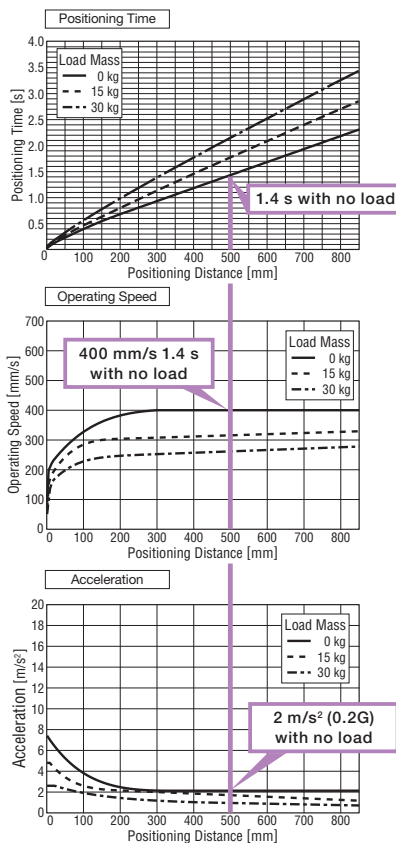 Positioning Time
4.0
3.5
3.0
2.5
2.0
1.5
1.0
0.5
Positioning Time [s]
Load Mass
0 kg
15 kg
30 kg
1.4 s with no load
0 100 200 300 400 500 600 700 800
Positioning Distance [mm]
Operating Speed
700
600
500
400
300
200
100
0
Operating Speed [mm/s]
400 mm/s 1.4 s
with no load
Load Mass
0 kg
15 kg
30 kg
0 100 200 300 400 500 600 700 800
Positioning Distance [mm]
Acceleration
20
18
16
14
12
10
8
6
4
2
0
Acceleration [m/s²]
Load Mass
0 kg
15 kg
30 kg
2 m/s² (0.2G)
with no load
0 100 200 300 400 500 600 700 800
Positioning Distance [mm]